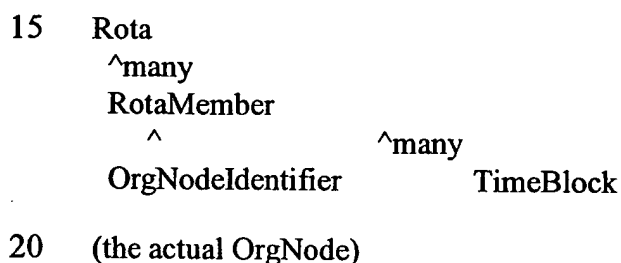 15 Rota
^many
RotaMember
^ ^many
OrgNodeIdentifier TimeBlock
20 (the actual OrgNode)